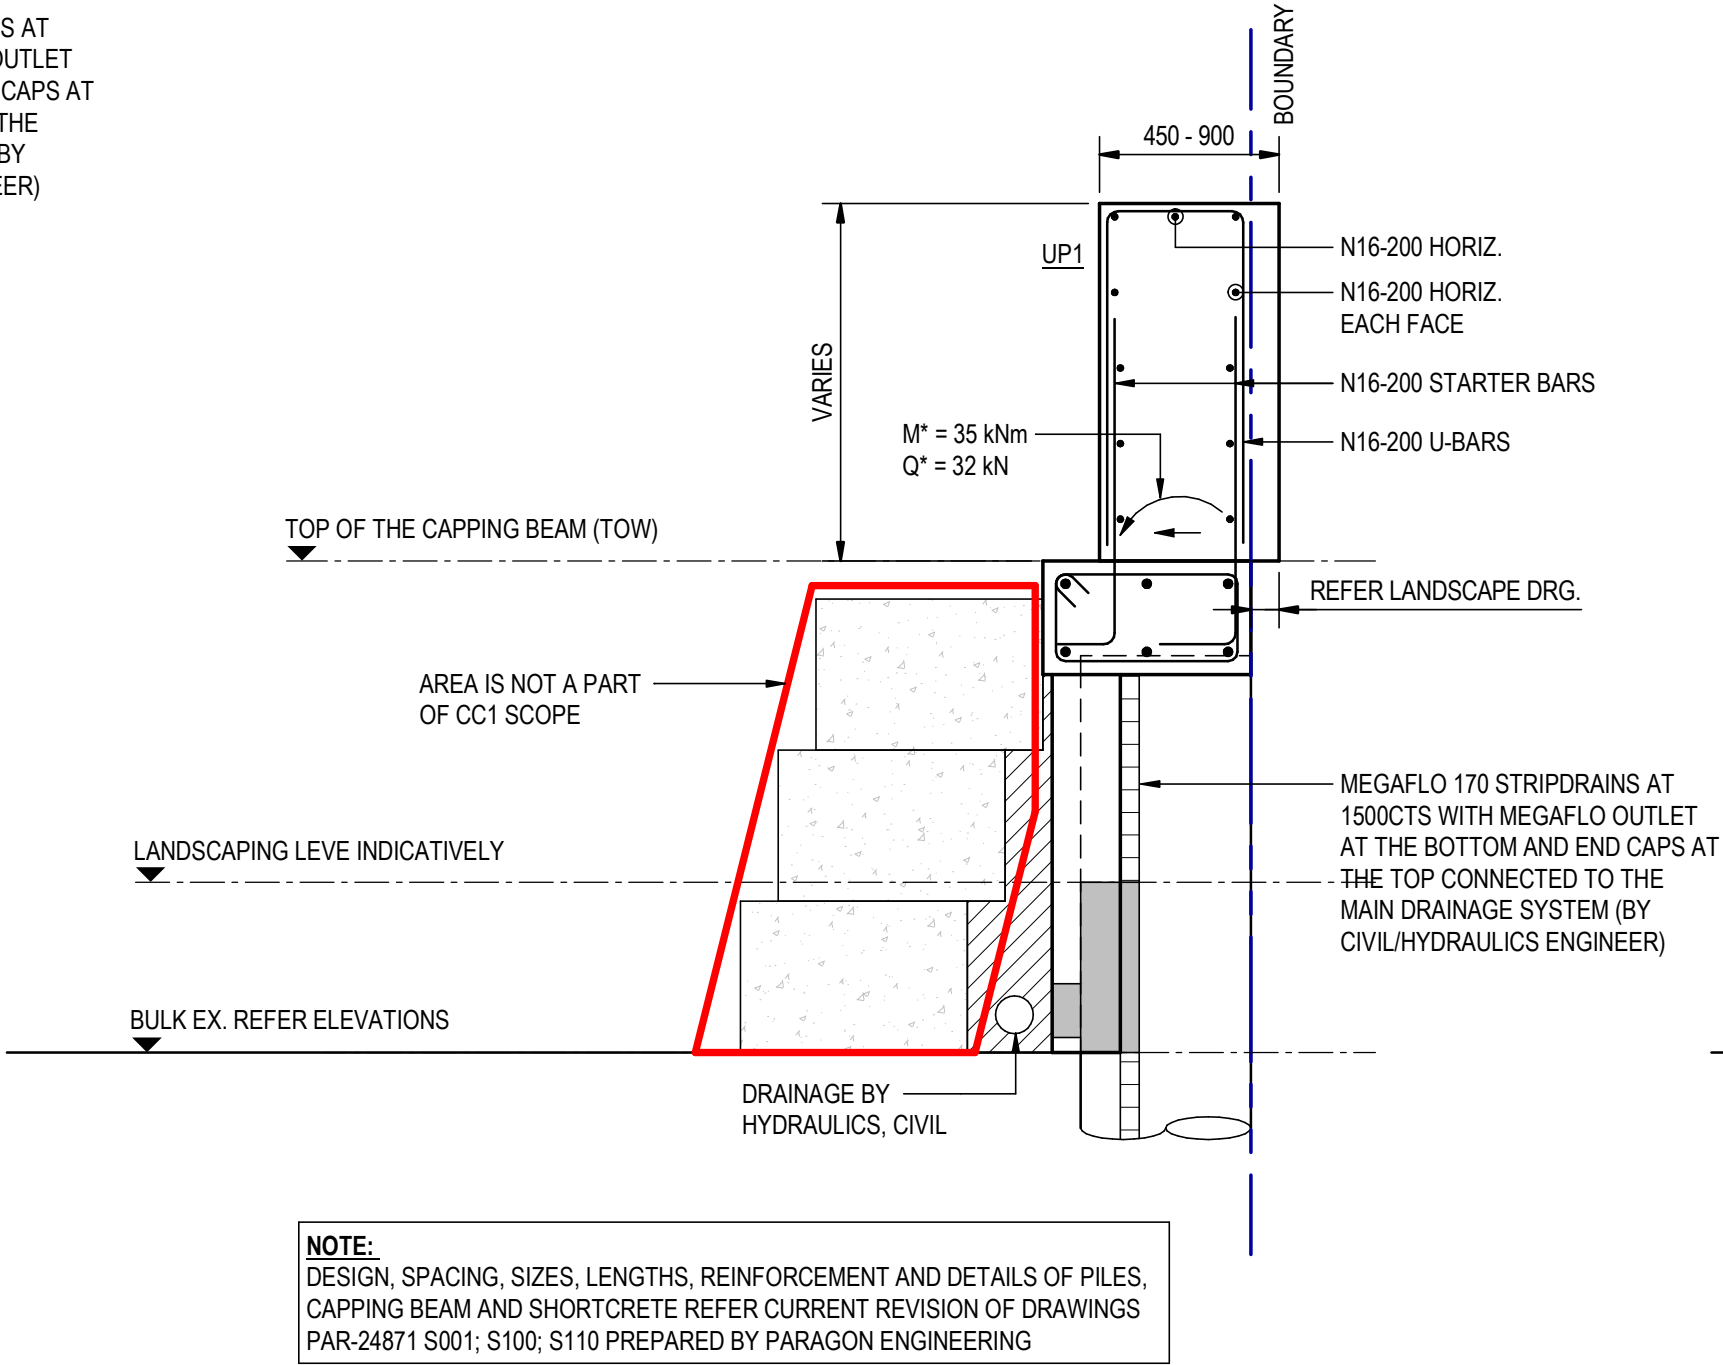 S AT
OUTLET
CAPS AT
THE
BY
EER)
BOUNDARY
450 - 900
UP1
VARIES
N16-200 HORIZ.
N16-200 HORIZ.
EACH FACE
N16-200 STARTER BARS
N16-200 U-BARS
M* = 35 kNm
Q* = 32 kN
TOP OF THE CAPPING BEAM (TOW)
REFER LANDSCAPE DRG.
AREA IS NOT A PART
OF CC1 SCOPE
MEGAFLO 170 STRIPDRAINS AT
1500CTS WITH MEGAFLO OUTLET
AT THE BOTTOM AND END CAPS AT
THE TOP CONNECTED TO THE
MAIN DRAINAGE SYSTEM (BY
CIVIL/HYDRAULICS ENGINEER)
LANDSCAPING LEVE INDICATIVELY
BULK EX. REFER ELEVATIONS
DRAINAGE BY
HYDRAULICS, CIVIL
NOTE:
DESIGN, SPACING, SIZES, LENGTHS, REINFORCEMENT AND DETAILS OF PILES,
CAPPING BEAM AND SHORTCRETE REFER CURRENT REVISION OF DRAWINGS
PAR-24871 S001; S100; S110 PREPARED BY PARAGON ENGINEERING